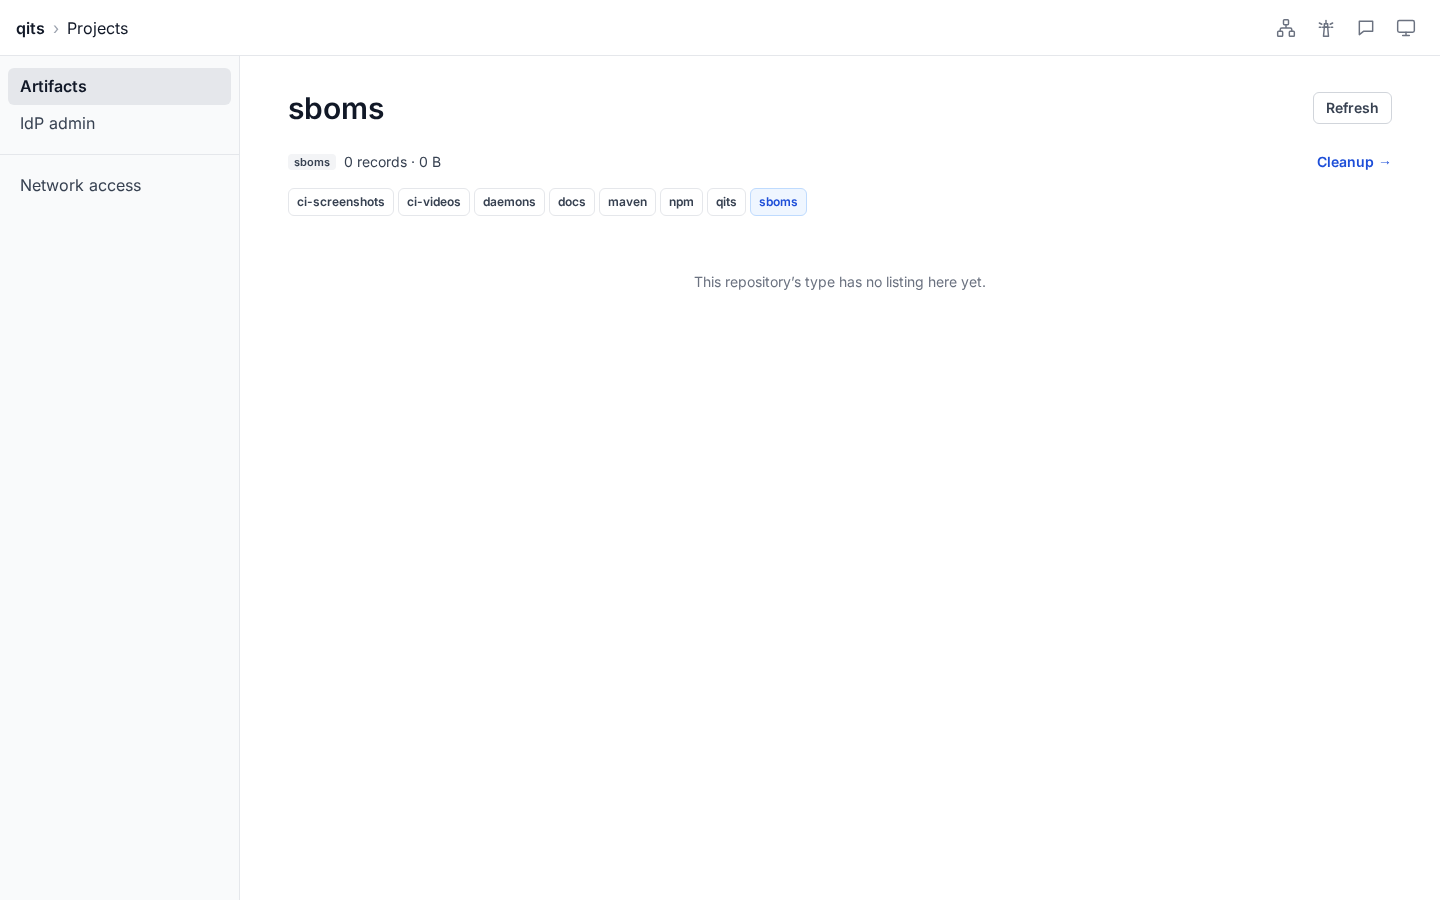 qits › Projects
Artifacts
IdP admin
Network access
sboms
Refresh
sboms 0 records · 0 B
Cleanup →
ci-screenshots ci-videos daemons docs maven npm qits sboms
This repository’s type has no listing here yet.